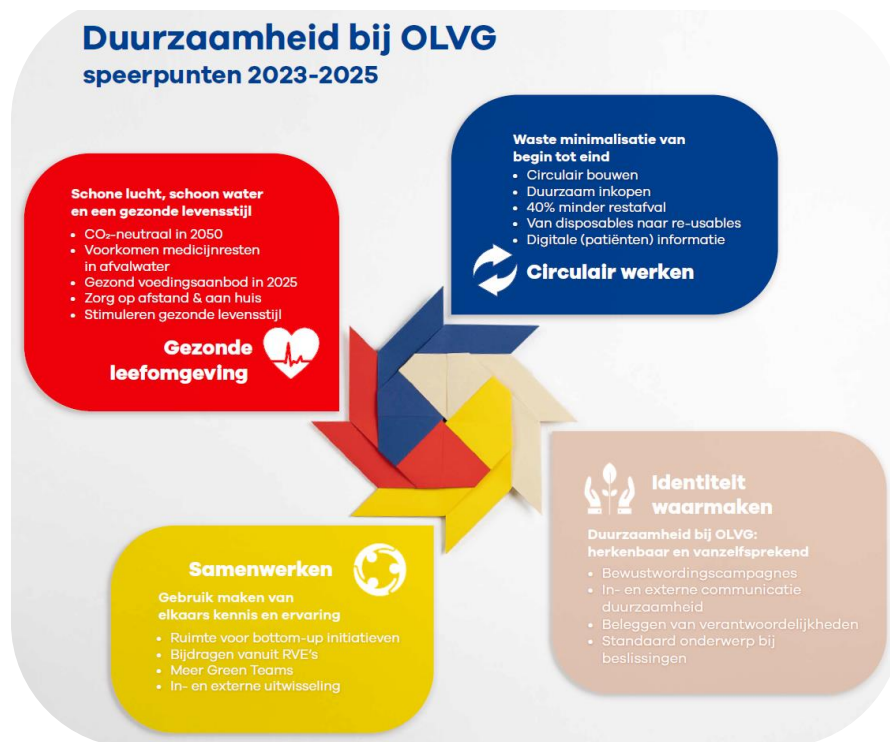 Duurzaamheid bij OLVG
speerpunten 2023-2025
Schone lucht, schoon water
en een gezonde levensstijl
• CO₂-neutraal in 2050
• Voorkomen medicijnresten
in afvalwater
• Gezond voedingsaanbod in 2025
• Zorg op afstand & aan huis
• Stimuleren gezonde levensstijl
Gezonde
leefomgeving
Waste minimalisatie van
begin tot eind
• Circulair bouwen
• Duurzaam inkopen
• 40% minder restafval
• Van disposables naar re-usables
• Digitale (patiënten) informatie
Circulair werken
Samenwerken
Gebruik maken van
elkaars kennis en ervaring
• Ruimte voor bottom-up initiatieven
• Bijdragen vanuit RVE's
• Meer Green Teams
• In- en externe uitwisseling
Identiteit
waarmaken
Duurzaamheid bij OLVG:
herkenbaar en vanzelfsprekend
• Bewustwordingscampagnes
• In- en externe communicatie
duurzaamheid
• Beleggen van verantwoordelijkheden
• Standaard onderwerp bij
beslissingen